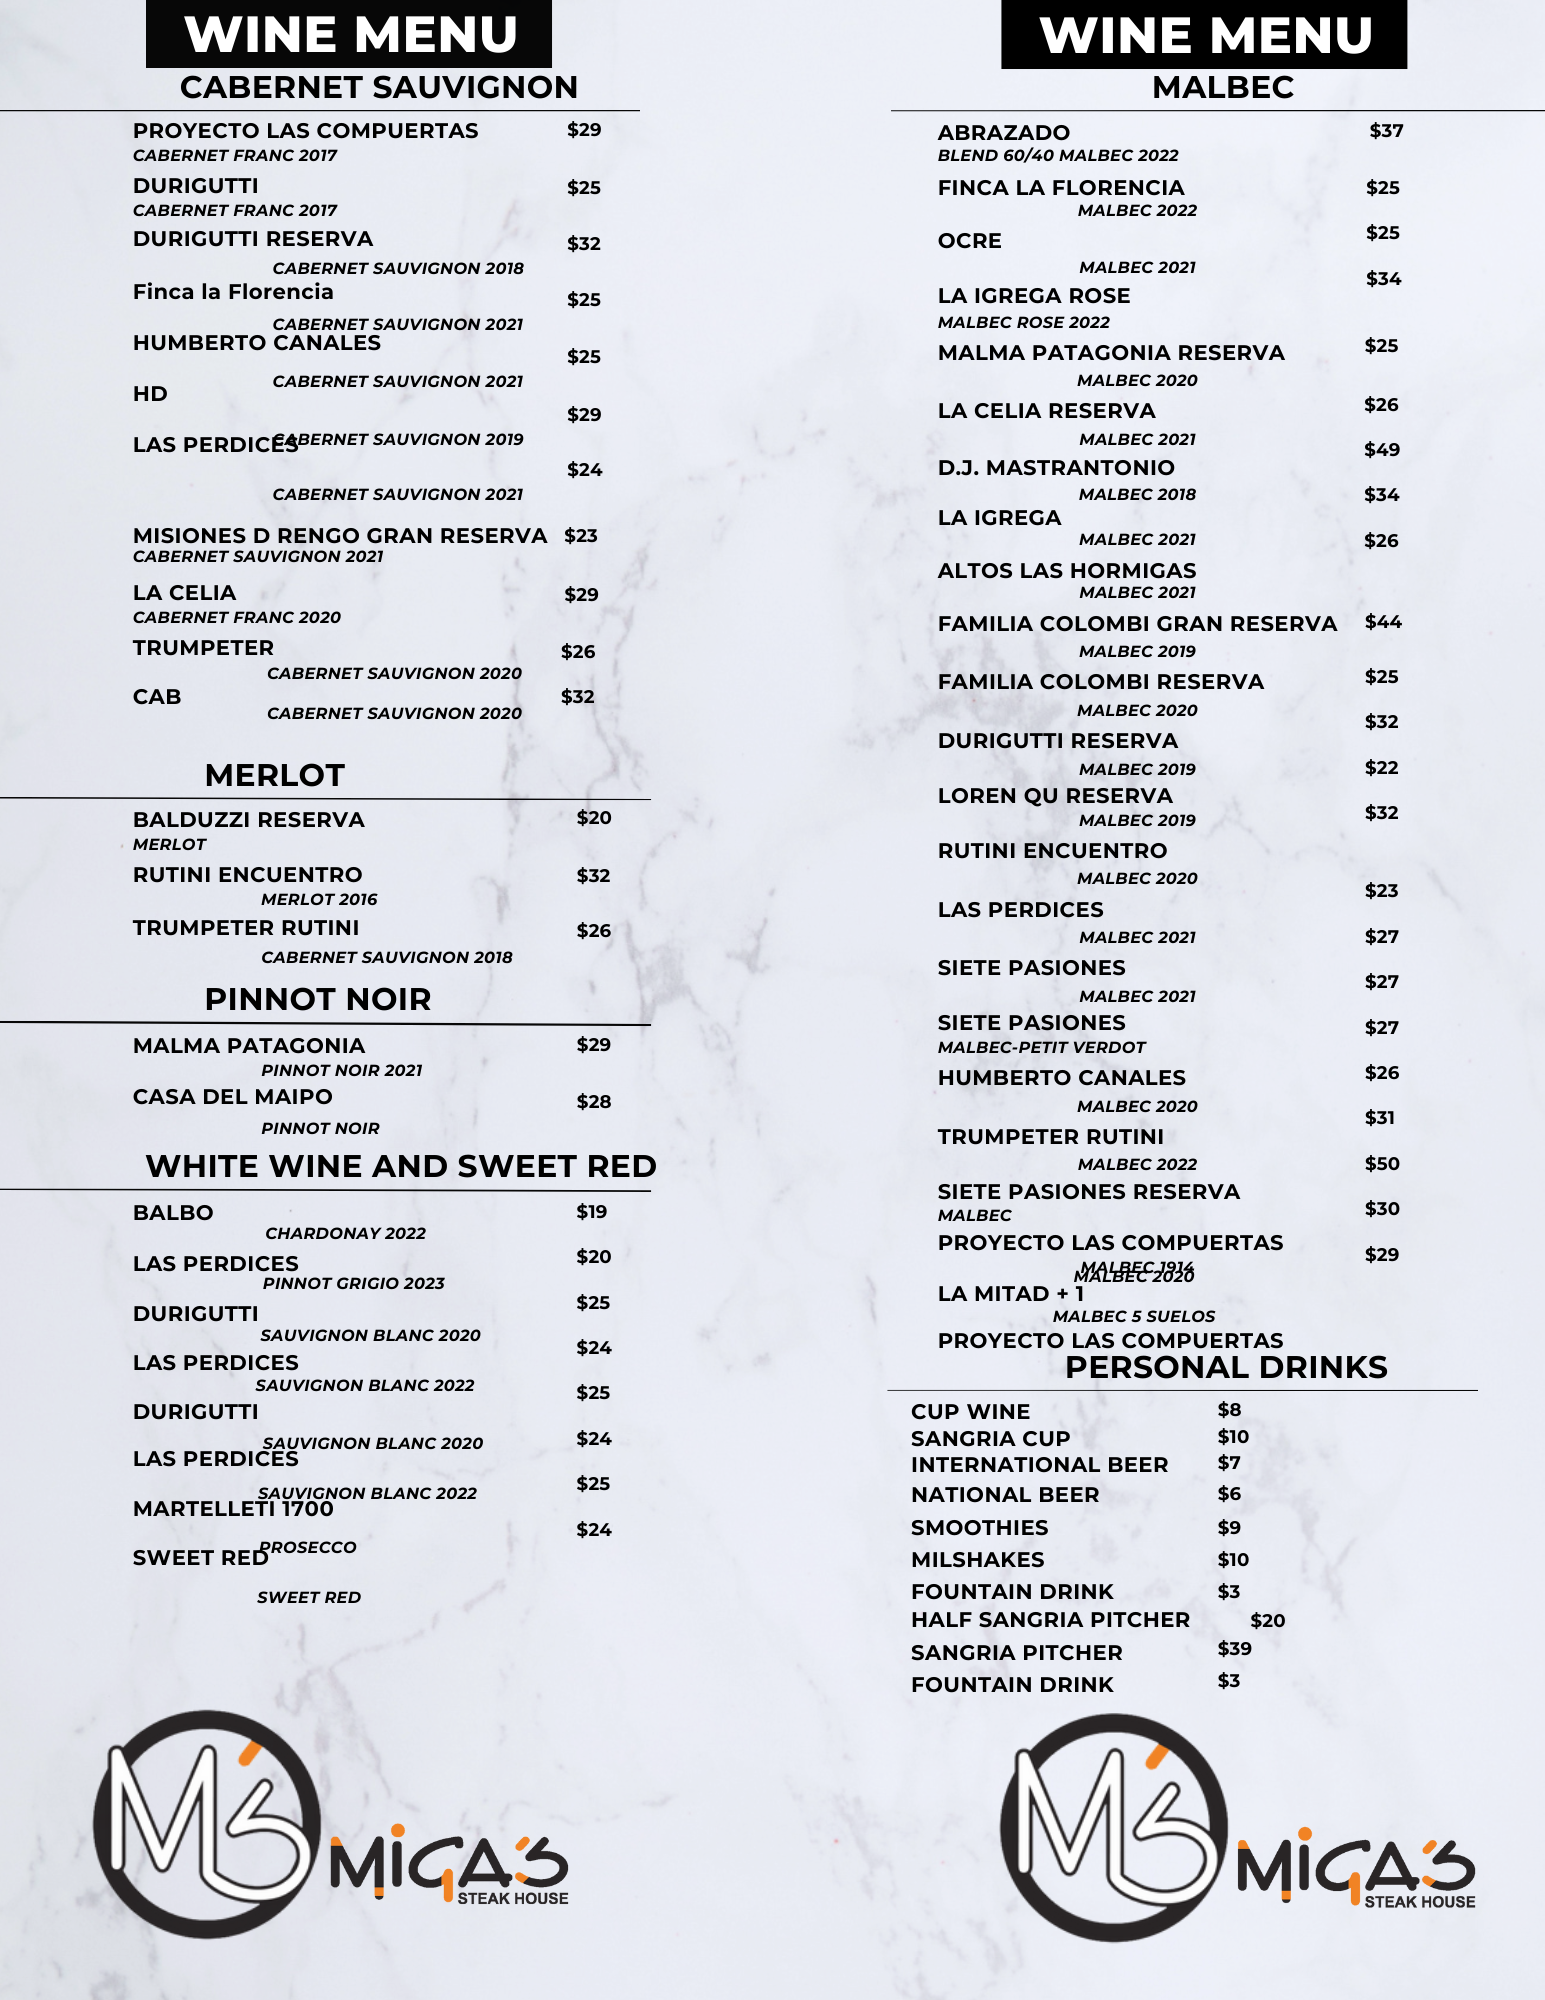 WINE MENU
CABERNET SAUVIGNON
PROYECTO LAS COMPUERTAS $29
CABERNET FRANC 2017
DURIGUTTI $25
CABERNET FRANC 2017
DURIGUTTI RESERVA $32
CABERNET SAUVIGNON 2018
Finca la Florencia $25
CABERNET SAUVIGNON 2021
HUMBERTO CANALES $25
CABERNET SAUVIGNON 2021
HD $29
CABERNET SAUVIGNON 2019
LAS PERDICES $24
CABERNET SAUVIGNON 2021
MISIONES D RENGO GRAN RESERVA $23
CABERNET SAUVIGNON 2021
LA CELIA $29
CABERNET FRANC 2020
TRUMPETER $26
CABERNET SAUVIGNON 2020
CAB $32
CABERNET SAUVIGNON 2020
MERLOT
BALDUZZI RESERVA $20
MERLOT
RUTINI ENCUENTRO $32
MERLOT 2016
TRUMPETER RUTINI $26
CABERNET SAUVIGNON 2018
PINNOT NOIR
MALMA PATAGONIA $29
PINNOT NOIR 2021
CASA DEL MAIPO $28
PINNOT NOIR
WHITE WINE AND SWEET RED
BALBO $19
CHARDONAY 2022
LAS PERDICES $20
PINNOT GRIGIO 2023
DURIGUTTI $25
SAUVIGNON BLANC 2020
LAS PERDICES $24
SAUVIGNON BLANC 2022
DURIGUTTI $25
SAUVIGNON BLANC 2020
LAS PERDICES $24
SAUVIGNON BLANC 2022
MARTELLETI 1700 $25
PROSECCO
SWEET RED $24
SWEET RED
M's MIGA'S
STEAK HOUSE
WINE MENU
MALBEC
ABRAZADO $37
BLEND 60/40 MALBEC 2022
FINCA LA FLORENCIA $25
MALBEC 2022
OCRE $25
MALBEC 2021
LA IGREGA ROSE $34
MALBEC ROSE 2022
MALMA PATAGONIA RESERVA $25
MALBEC 2020
LA CELIA RESERVA $26
MALBEC 2021
D.J. MASTRANTONIO $49
MALBEC 2018
LA IGREGA $34
MALBEC 2021
ALTOS LAS HORMIGAS $26
MALBEC 2021
FAMILIA COLOMBI GRAN RESERVA $44
MALBEC 2019
FAMILIA COLOMBI RESERVA $25
MALBEC 2020
DURIGUTTI RESERVA $32
MALBEC 2019
LOREN QU RESERVA $22
MALBEC 2019
RUTINI ENCUENTRO $32
MALBEC 2020
LAS PERDICES $23
MALBEC 2021
SIETE PASIONES $27
MALBEC 2021
SIETE PASIONES $27
MALBEC-PETIT VERDOT
HUMBERTO CANALES $27
MALBEC 2020
TRUMPETER RUTINI $26
MALBEC 2022
SIETE PASIONES RESERVA $31
MALBEC
PROYECTO LAS COMPUERTAS $50
MALBEC 1914
MALBEC 2020
LA MITAD + 1 $30
MALBEC 5 SUELOS
PROYECTO LAS COMPUERTAS $29
PERSONAL DRINKS
CUP WINE $8
SANGRIA CUP $10
INTERNATIONAL BEER $7
NATIONAL BEER $6
SMOOTHIES $9
MILSHAKES $10
FOUNTAIN DRINK $3
HALF SANGRIA PITCHER $20
SANGRIA PITCHER $39
FOUNTAIN DRINK $3
M's MIGA'S
STEAK HOUSE